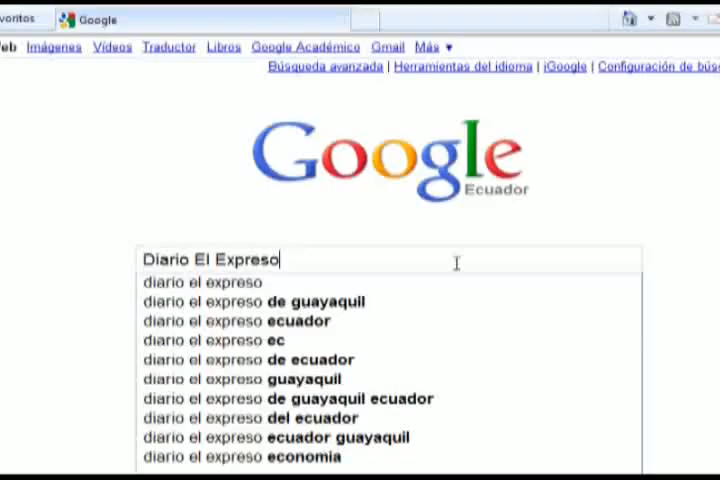 voritos Google
eb Imágenes Vídeos Traductor Libros Google Académico Gmail Más ▼
Búsqueda avanzada | Herramientas del idioma | iGoogle | Configuración de bús
Google
Ecuador
Diario El Expreso
diario el expreso
diario el expreso de guayaquil
diario el expreso ecuador
diario el expreso ec
diario el expreso de ecuador
diario el expreso guayaquil
diario el expreso de guayaquil ecuador
diario el expreso del ecuador
diario el expreso ecuador guayaquil
diario el expreso economia